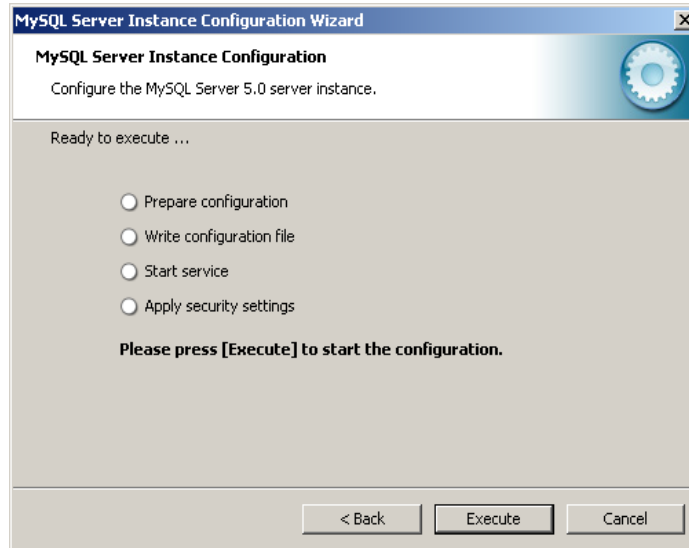 MySQL Server Instance Configuration Wizard
MySQL Server Instance Configuration
Configure the MySQL Server 5.0 server instance.
Ready to execute ...
Prepare configuration
Write configuration file
Start service
Apply security settings
Please press [Execute] to start the configuration.
< Back Execute Cancel